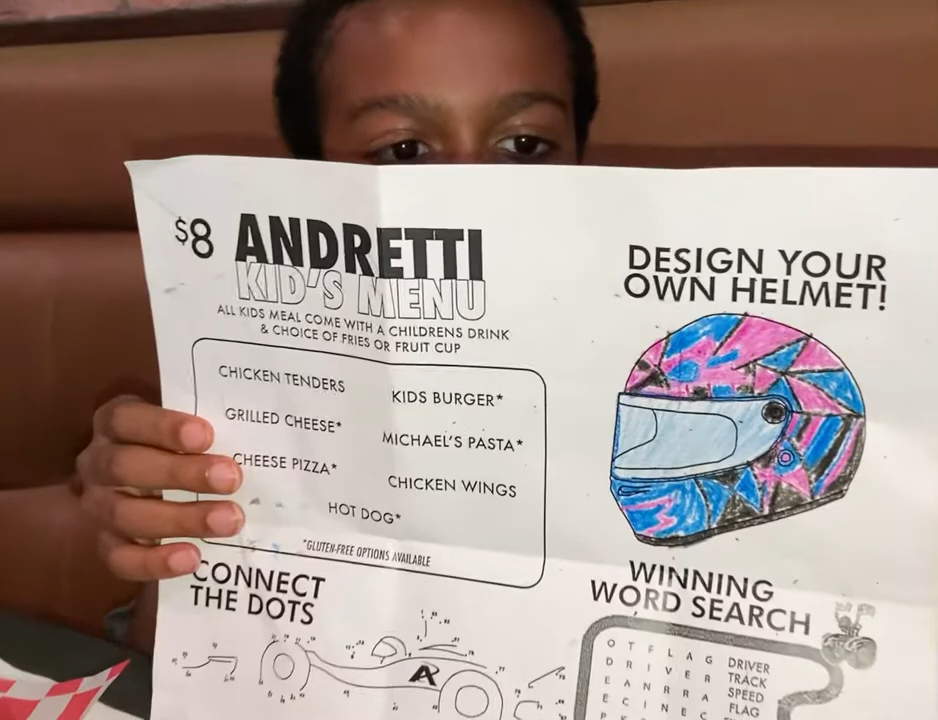 $8 ANDRETTI
KID'S MENU
ALL KIDS MEAL COME WITH A CHILDRENS DRINK
& CHOICE OF FRIES OR FRUIT CUP
CHICKEN TENDERS
KIDS BURGER*
GRILLED CHEESE*
MICHAEL'S PASTA*
CHEESE PIZZA*
CHICKEN WINGS
HOT DOG*
*GLUTEN-FREE OPTIONS AVAILABLE
DESIGN YOUR
OWN HELMET!
CONNECT
THE DOTS
WINNING
WORD SEARCH
O T F L A G
D R I V E R
E A N R R A
E C I N E C
DRIVER
TRACK
SPEED
FLAG